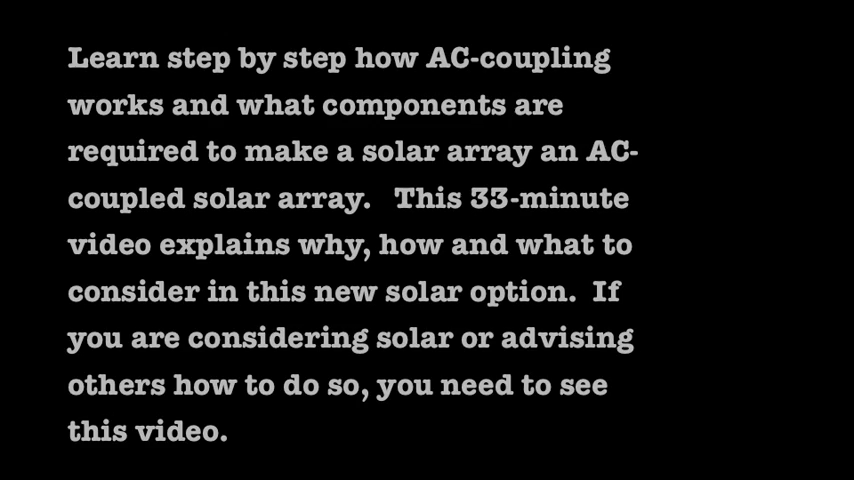 Learn step by step how AC-coupling
works and what components are
required to make a solar array an AC-
coupled solar array.   This 33-minute
video explains why, how and what to
consider in this new solar option.  If
you are considering solar or advising
others how to do so, you need to see
this video.